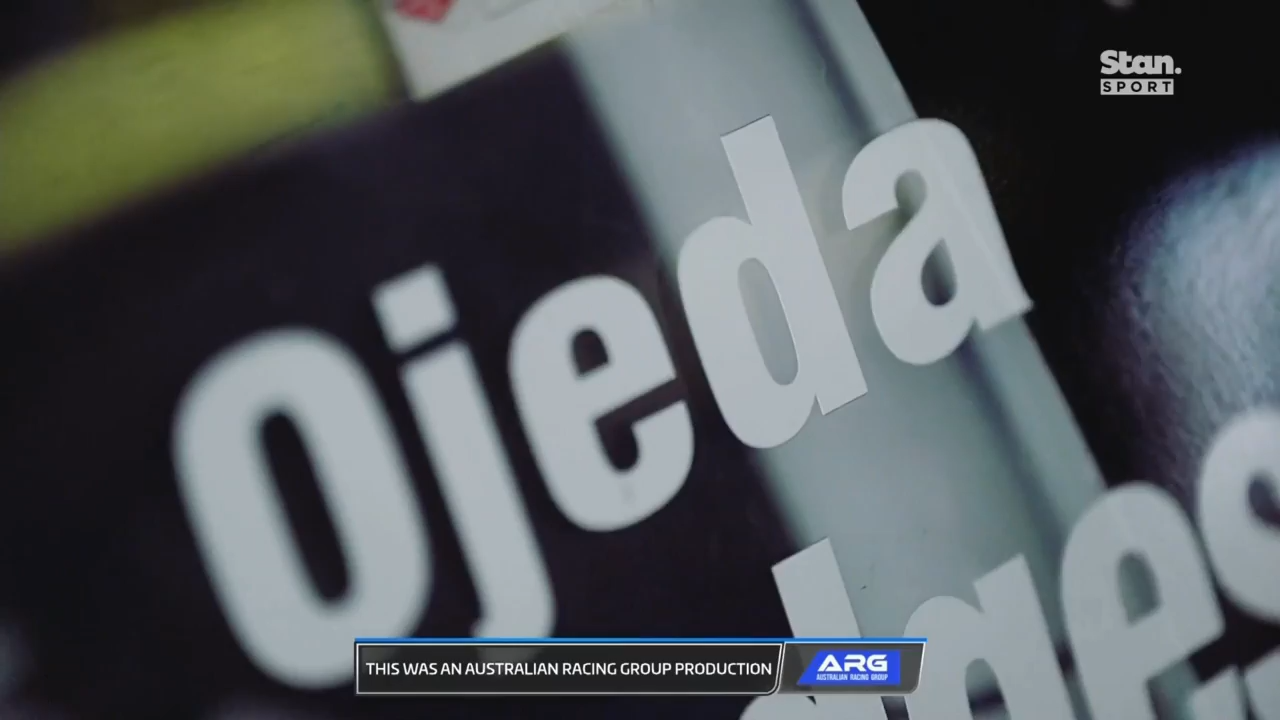 Stan.
SPORT
Ojeda
THIS WAS AN AUSTRALIAN RACING GROUP PRODUCTION
ARG
AUSTRALIAN RACING GROUP